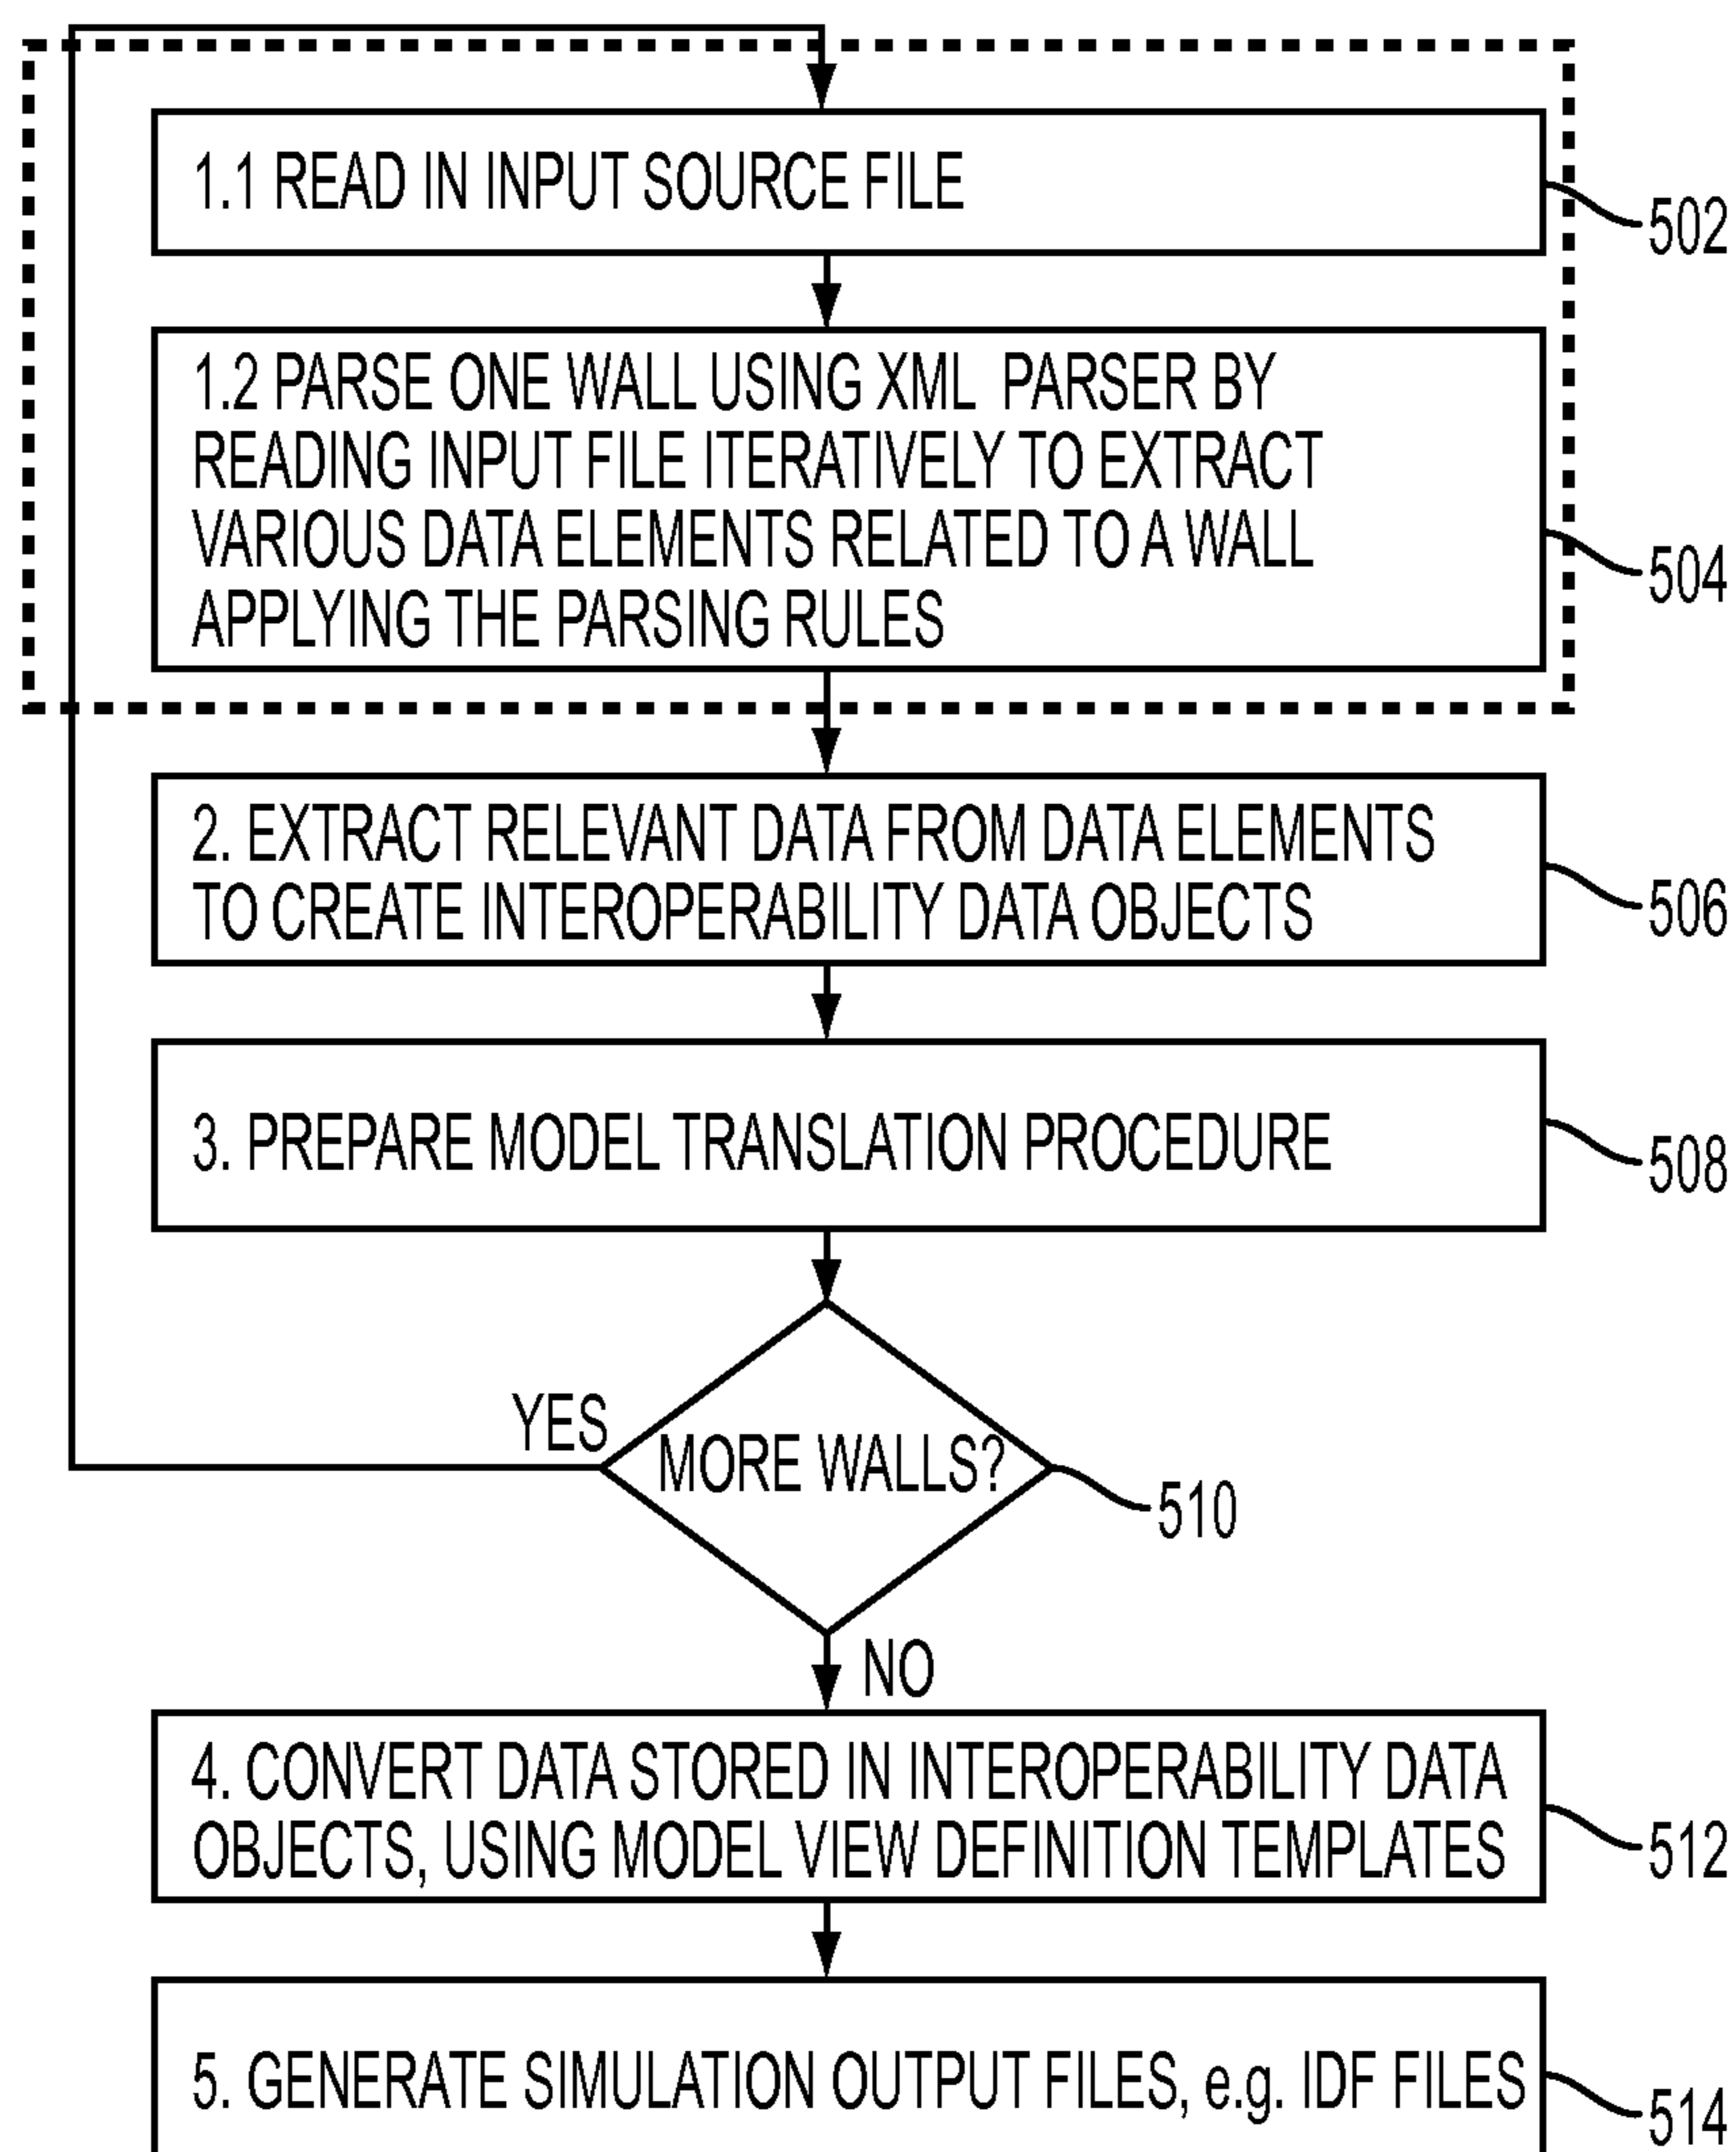 1.1 READ IN INPUT SOURCE FILE
502
1.2 PARSE ONE WALL USING XML PARSER BY
READING INPUT FILE ITERATIVELY TO EXTRACT
VARIOUS DATA ELEMENTS RELATED TO A WALL
APPLYING THE PARSING RULES
504
2. EXTRACT RELEVANT DATA FROM DATA ELEMENTS
TO CREATE INTEROPERABILITY DATA OBJECTS
506
3. PREPARE MODEL TRANSLATION PROCEDURE
508
YES
MORE WALLS?
510
NO
4. CONVERT DATA STORED IN INTEROPERABILITY DATA
OBJECTS, USING MODEL VIEW DEFINITION TEMPLATES
512
5. GENERATE SIMULATION OUTPUT FILES, e.g. IDF FILES
514